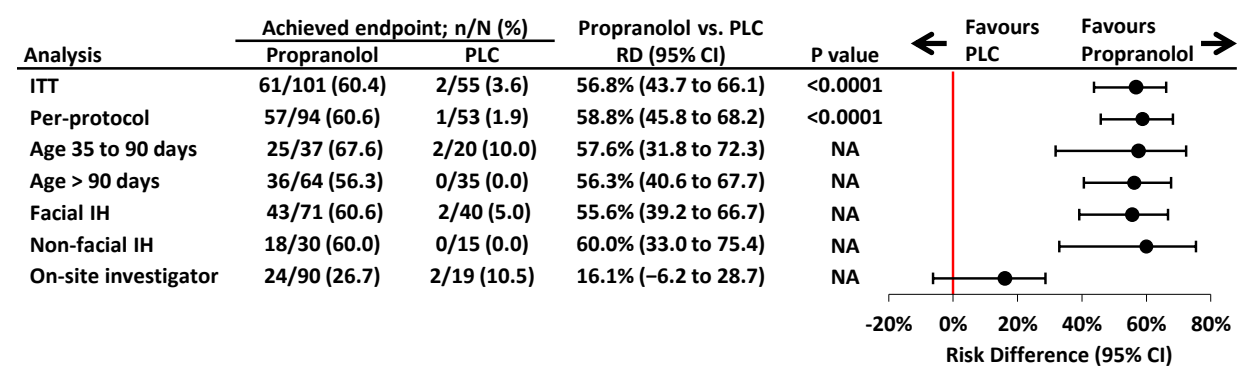 Achieved endpoint; n/N (%) Propranolol vs. PLC Favours Favours
Analysis Propranolol PLC RD (95% CI) P value PLC Propranolol
ITT 61/101 (60.4) 2/55 (3.6) 56.8% (43.7 to 66.1) <0.0001
Per-protocol 57/94 (60.6) 1/53 (1.9) 58.8% (45.8 to 68.2) <0.0001
Age 35 to 90 days 25/37 (67.6) 2/20 (10.0) 57.6% (31.8 to 72.3) NA
Age > 90 days 36/64 (56.3) 0/35 (0.0) 56.3% (40.6 to 67.7) NA
Facial IH 43/71 (60.6) 2/40 (5.0) 55.6% (39.2 to 66.7) NA
Non-facial IH 18/30 (60.0) 0/15 (0.0) 60.0% (33.0 to 75.4) NA
On-site investigator 24/90 (26.7) 2/19 (10.5) 16.1% (−6.2 to 28.7) NA
-20% 0% 20% 40% 60% 80%
Risk Difference (95% CI)